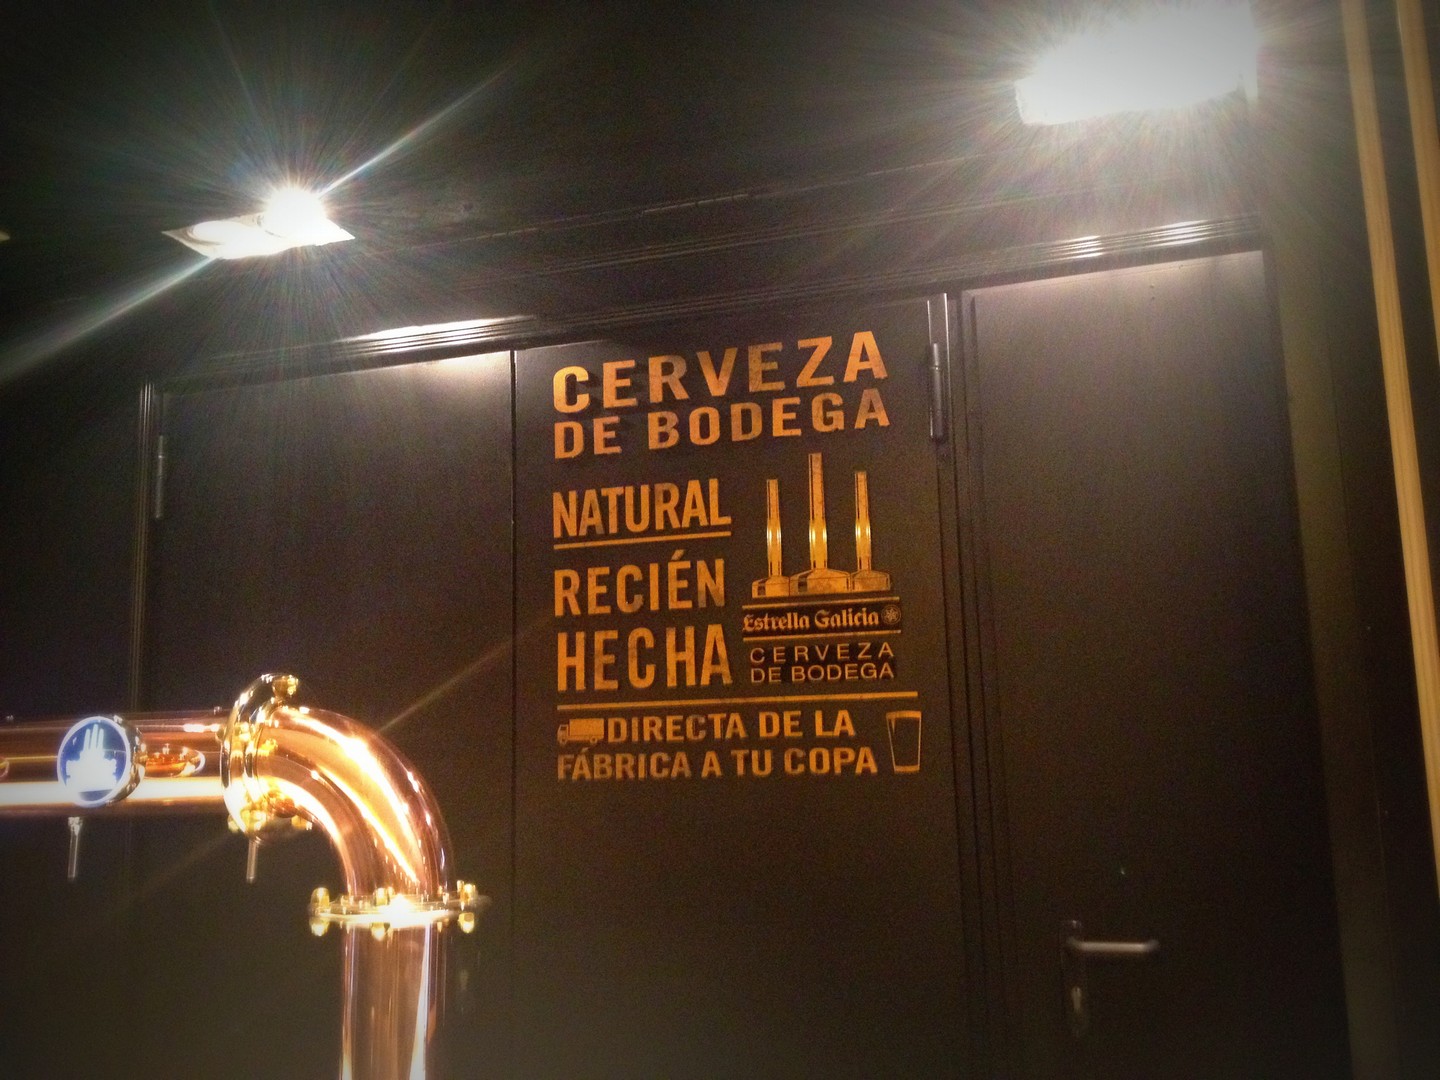 CERVEZA
DE BODEGA
NATURAL
RECIÉN
HECHA
Estrella Galicia
CERVEZA
DE BODEGA
DIRECTA DE LA
FÁBRICA A TU COPA